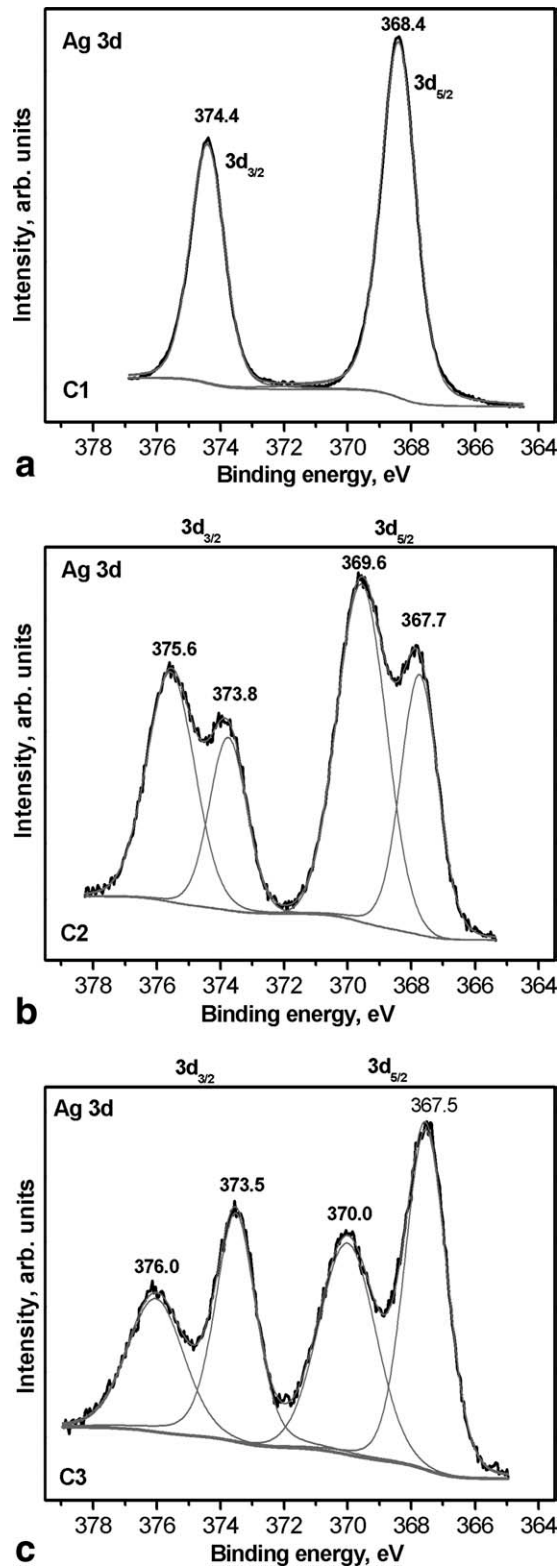 Ag 3d
368.4
3d5/2
374.4
3d3/2
Intensity, arb. units
C1
378 376 374 372 370 368 366 364
a
Binding energy, eV
3d3/2 3d5/2
Ag 3d
369.6
375.6
367.7
373.8
Intensity, arb. units
C2
378 376 374 372 370 368 366 364
b
Binding energy, eV
3d3/2 3d5/2
Ag 3d
367.5
373.5
370.0
376.0
Intensity, arb. units
C3
378 376 374 372 370 368 366 364
c
Binding energy, eV